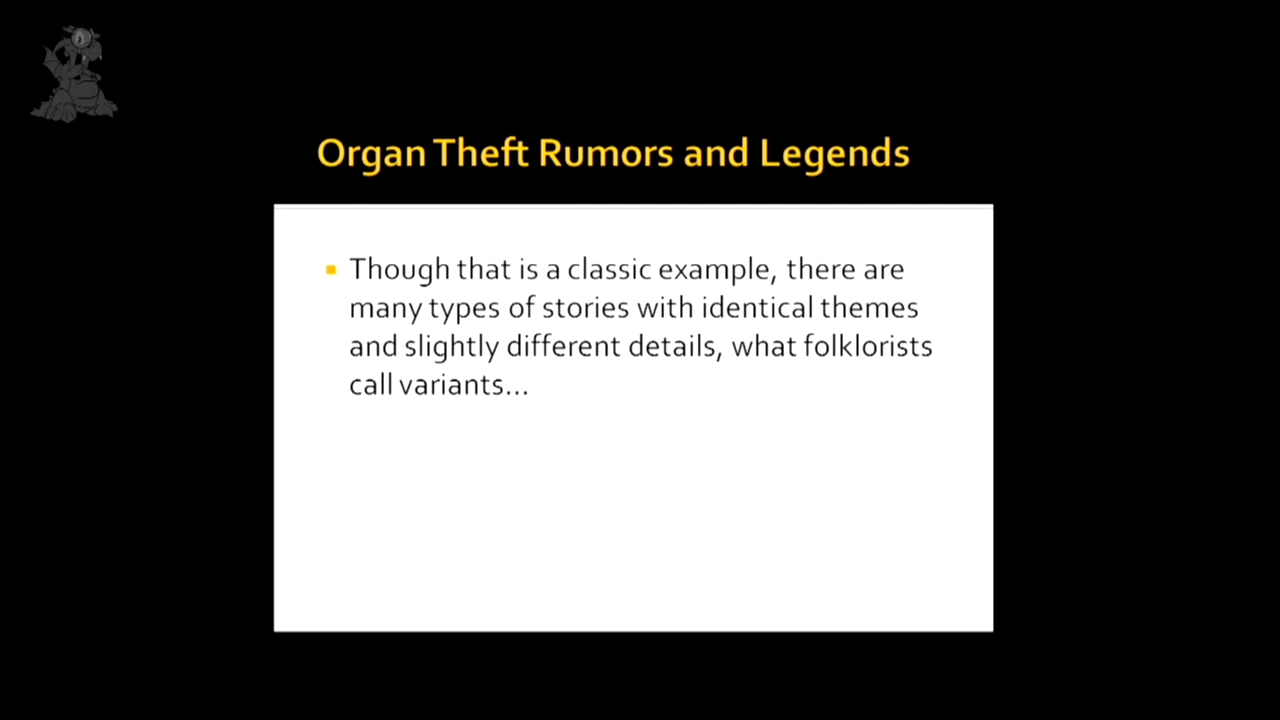 Organ Theft Rumors and Legends
Though that is a classic example, there are
many types of stories with identical themes
and slightly different details, what folklorists
call variants...